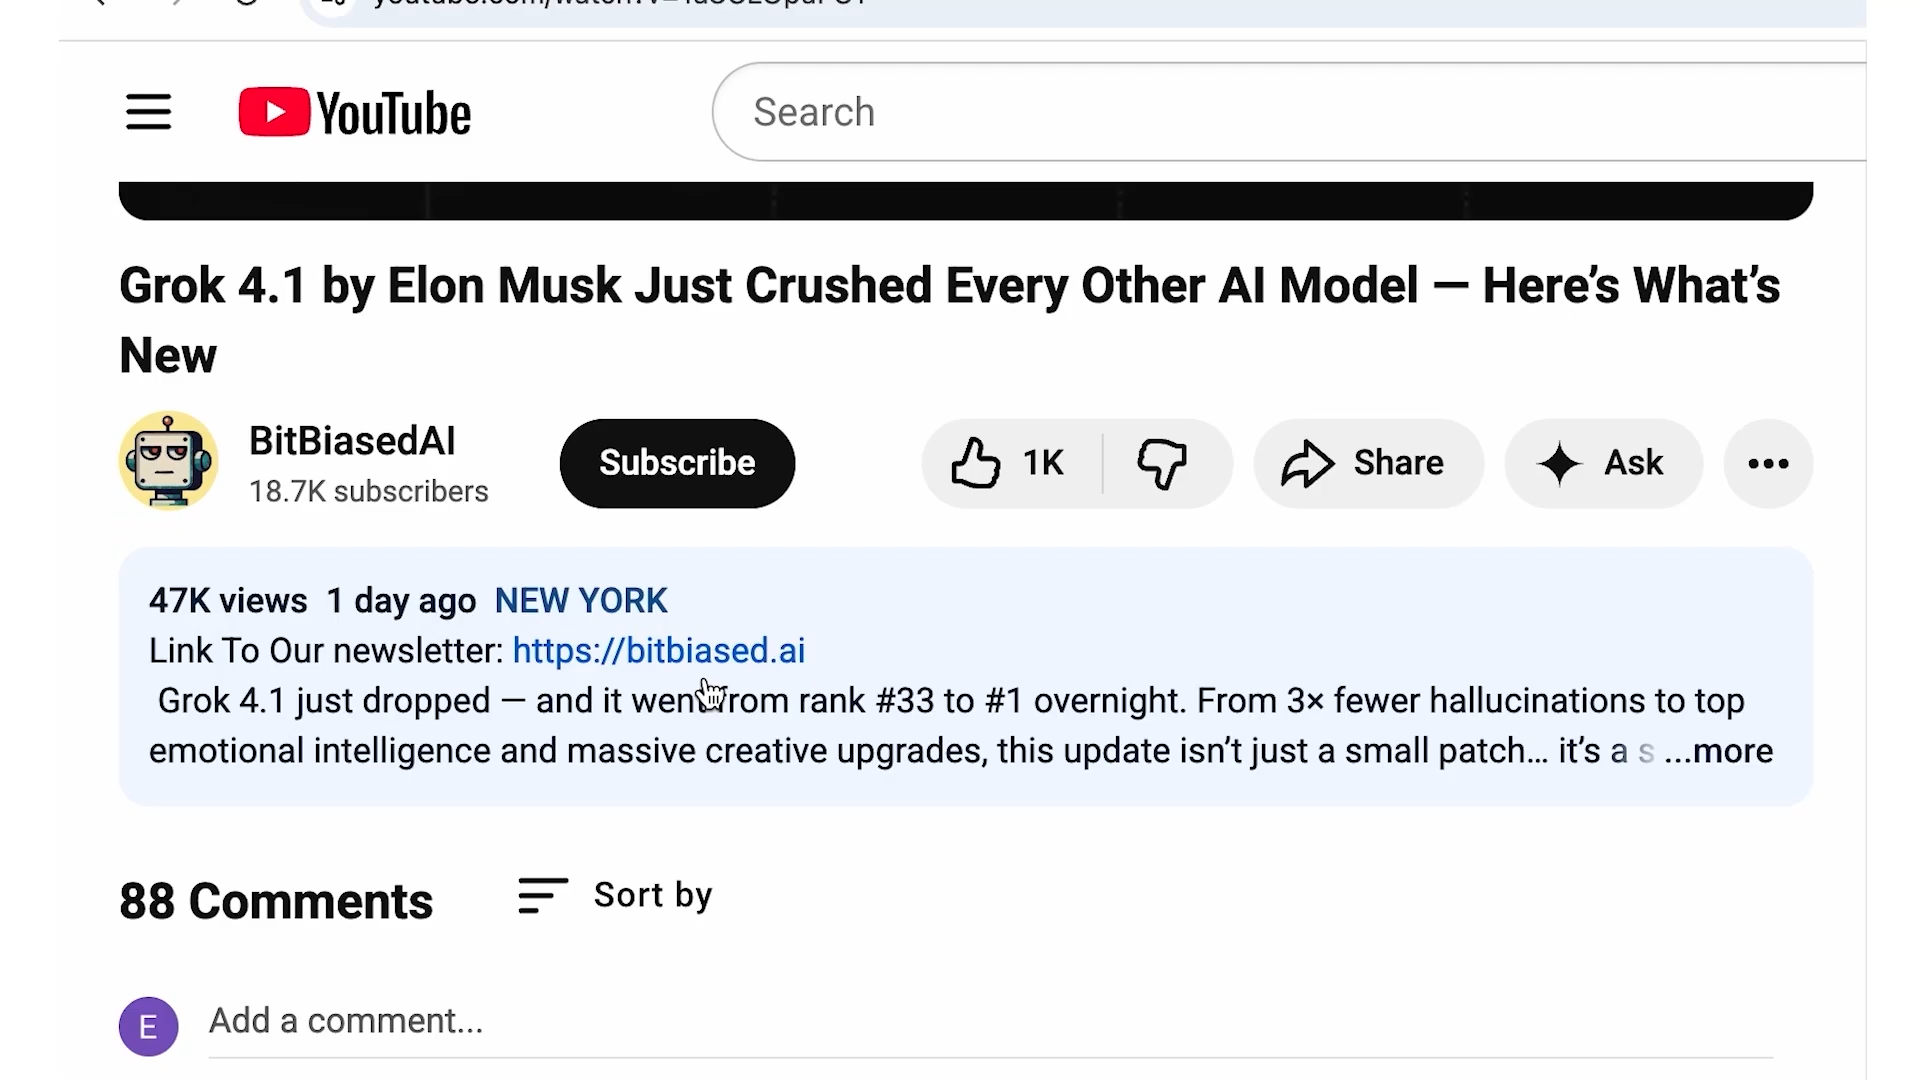 YouTube
Search
Grok 4.1 by Elon Musk Just Crushed Every Other AI Model — Here’s What’s
New
BitBiasedAI
18.7K subscribers
Subscribe
1K
Share
Ask
47K views 1 day ago NEW YORK
Link To Our newsletter: https://bitbiased.ai
Grok 4.1 just dropped — and it went from rank #33 to #1 overnight. From 3× fewer hallucinations to top
emotional intelligence and massive creative upgrades, this update isn’t just a small patch… it’s a s ...more
88 Comments
Sort by
E
Add a comment...